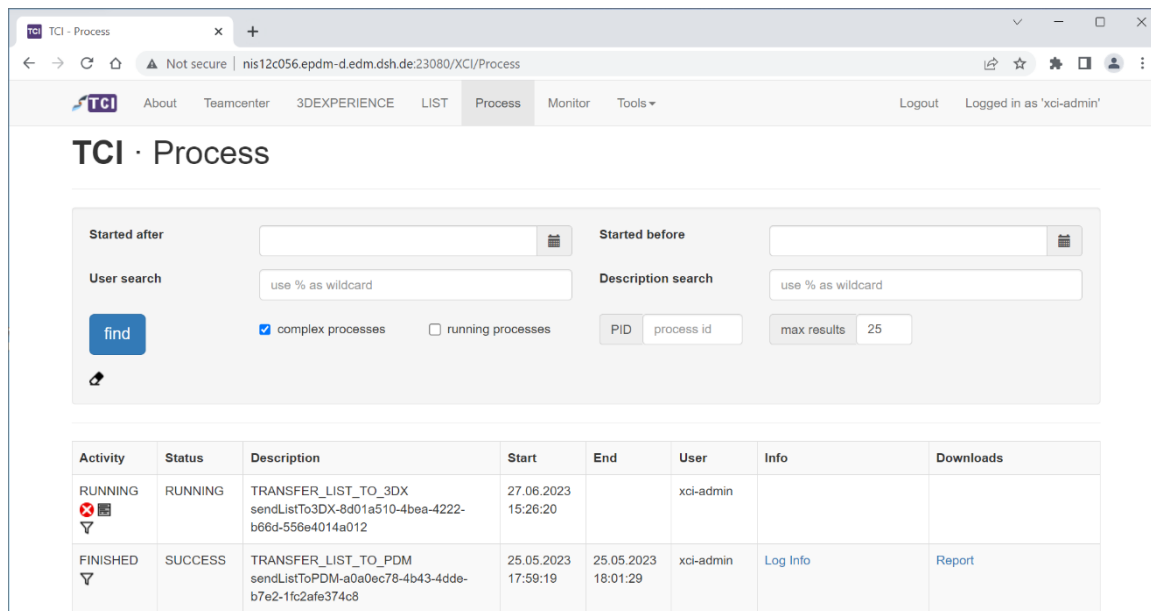 TCI TCI - Process
Not secure | nis12c056.epdm-d.edm.dsh.de:23080/XCI/Process
TCI About Teamcenter 3DEXPERIENCE LIST Process Monitor Tools Logout Logged in as 'xci-admin'
TCI · Process
Started after Started before
User search use % as wildcard Description search use % as wildcard
find complex processes running processes PID process id max results 25
Activity Status Description Start End User Info Downloads
RUNNING RUNNING TRANSFER_LIST_TO_3DX 27.06.2023 xci-admin
sendListTo3DX-8d01a510-4bea-4222- 15:26:20
b66d-556e4014a012
FINISHED SUCCESS TRANSFER_LIST_TO_PDM 25.05.2023 25.05.2023 xci-admin Log Info Report
sendListToPDM-a0a0ec78-4b43-4dde- 17:59:19 18:01:29
b7e2-1fc2afe374c8